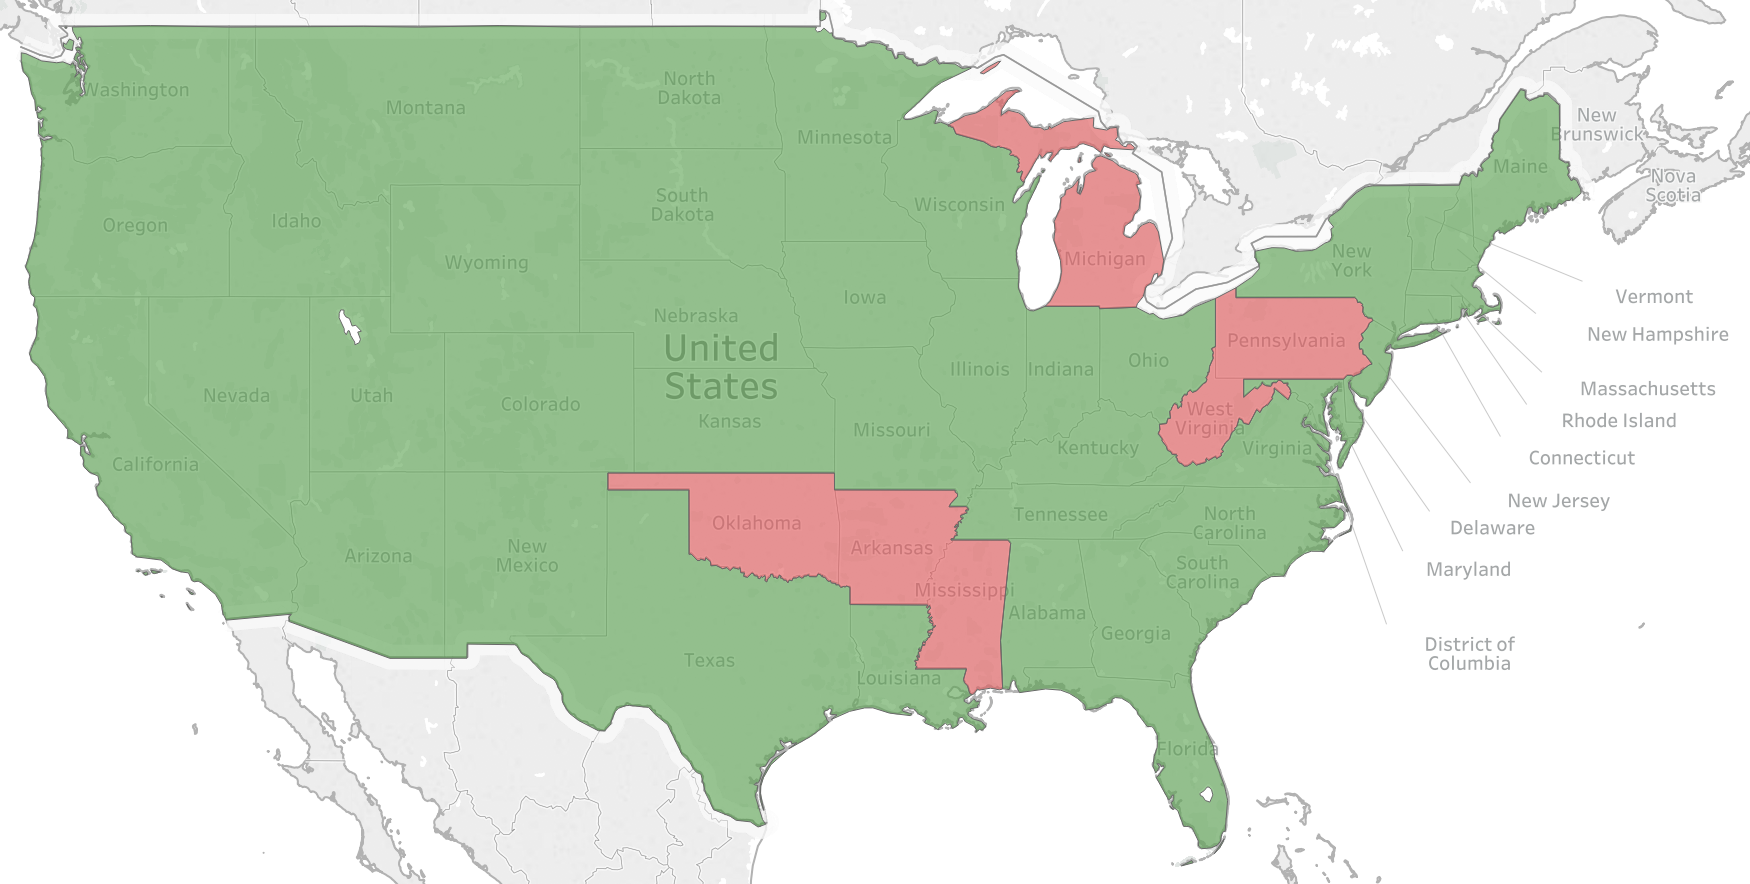 Washington
Montana
North
Dakota
Minnesota
Maine
New
Brunswick
Nova
Scotia
Oregon
Idaho
South
Dakota
Wisconsin
Wyoming
Michigan
New
York
Iowa
Nebraska
Vermont
New Hampshire
United
States
Pennsylvania
Illinois
Indiana
Ohio
Nevada
Utah
Colorado
Kansas
Missouri
West
Virginia
Massachusetts
Rhode Island
California
Kentucky
Virginia
Connecticut
New Jersey
Delaware
Arizona
New
Mexico
Oklahoma
Arkansas
Tennessee
North
Carolina
South
Carolina
Maryland
Mississippi
Alabama
Georgia
Texas
Louisiana
District of
Columbia
Florida